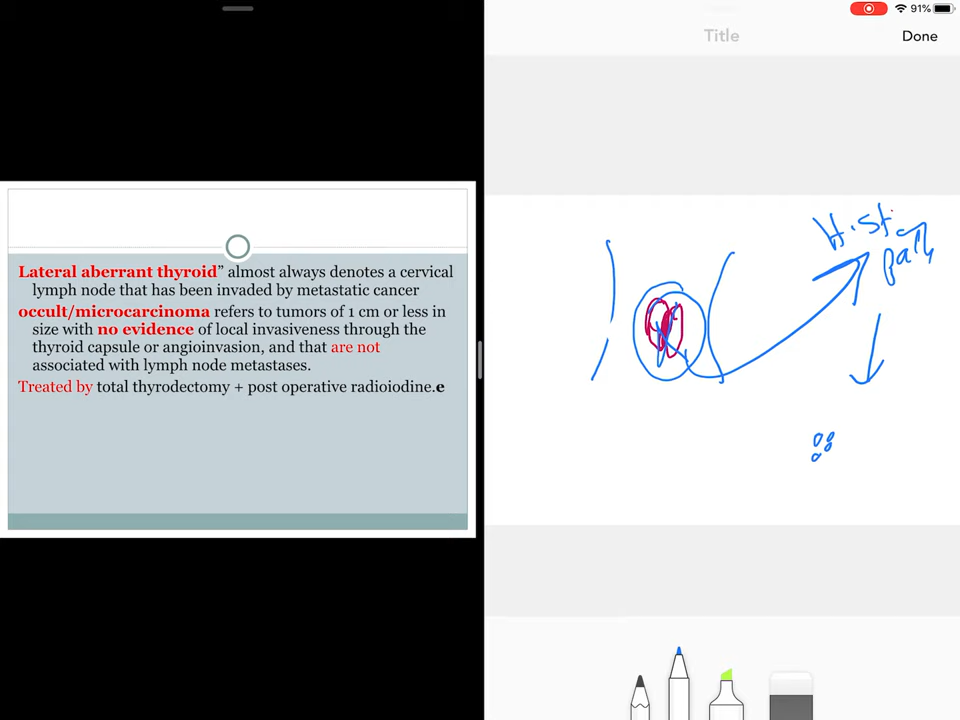 91%
Title
Done
Lateral aberrant thyroid” almost always denotes a cervical
lymph node that has been invaded by metastatic cancer
occult/microcarcinoma refers to tumors of 1 cm or less in
size with no evidence of local invasiveness through the
thyroid capsule or angioinvasion, and that are not
associated with lymph node metastases.
Treated by total thyrodectomy + post operative radioiodine.e